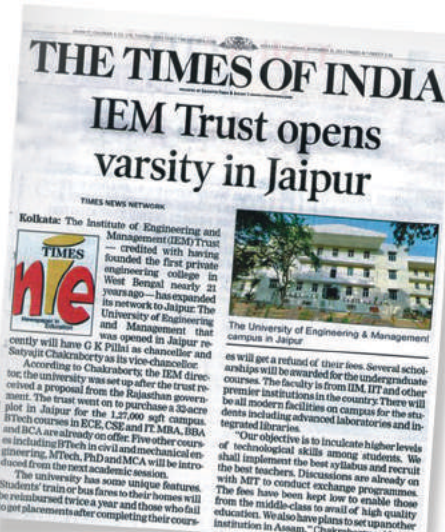 THE TIMES OF INDIA
IEM Trust opens
varsity in Jaipur
TIMES NEWS NETWORK
Kolkata: The Institute of Engineering and
Management (IEM) Trust
— credited with having
founded the first private
engineering college in
West Bengal nearly 21
years ago — has expanded
its network to Jaipur. The
University of Engineering
and Management that
was opened in Jaipur re-
cently will have G K Pillai as chancellor and
Satyajit Chakraborty as its vice-chancellor.
According to Chakraborty, the IEM direc-
tor, the university was set up after the trust re-
ceived a proposal from the Rajasthan govern-
ment. The trust went on to purchase a 32-acre
plot in Jaipur for the 1,27,000 sqft campus.
BTech courses in ECE, CSE and IT, MBA, BBA
and BCA are already on offer. Five other cours-
es including BTech in civil and mechanical en-
gineering, MTech, PhD and MCA will be intro-
duced from the next academic session.
The university has some unique features.
Students' train or bus fares to their homes will
be reimbursed twice a year and those who fail
to get placements after completing their cours-
TIMES
nie
Newspaper in
Education
The University of Engineering & Management
campus in Jaipur
es will get a refund of their fees. Several schol-
arships will be awarded for the undergraduate
courses. The faculty is from IIM, IIT and other
premier institutions in the country. There will
be all modern facilities on campus for the stu-
dents including advanced laboratories and in-
tegrated libraries.
"Our objective is to inculcate higher levels
of technological skills among students. We
shall implement the best syllabus and recruit
the best teachers. Discussions are already on
with MIT to conduct exchange programmes.
The fees have been kept low to enable those
from the middle-class to avail of high quality
education. We also have plans to set up another
institution in Assam,"